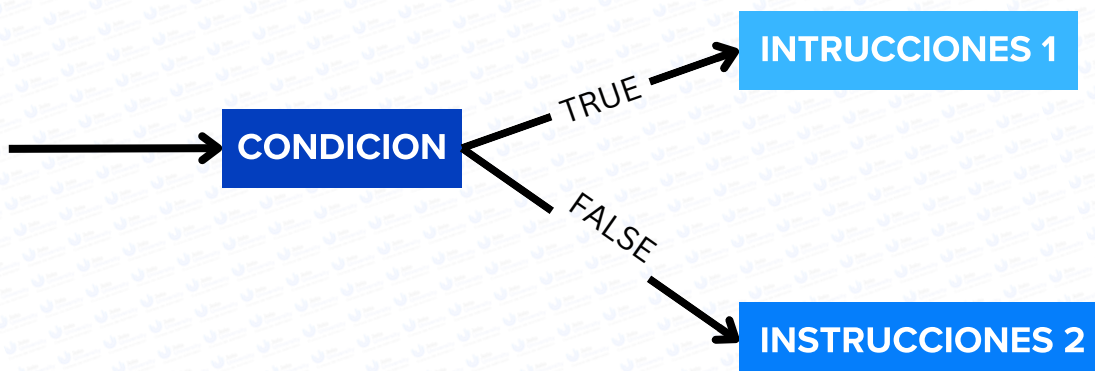 INTRUCCIONES 1
TRUE
CONDICION
FALSE
INSTRUCCIONES 2